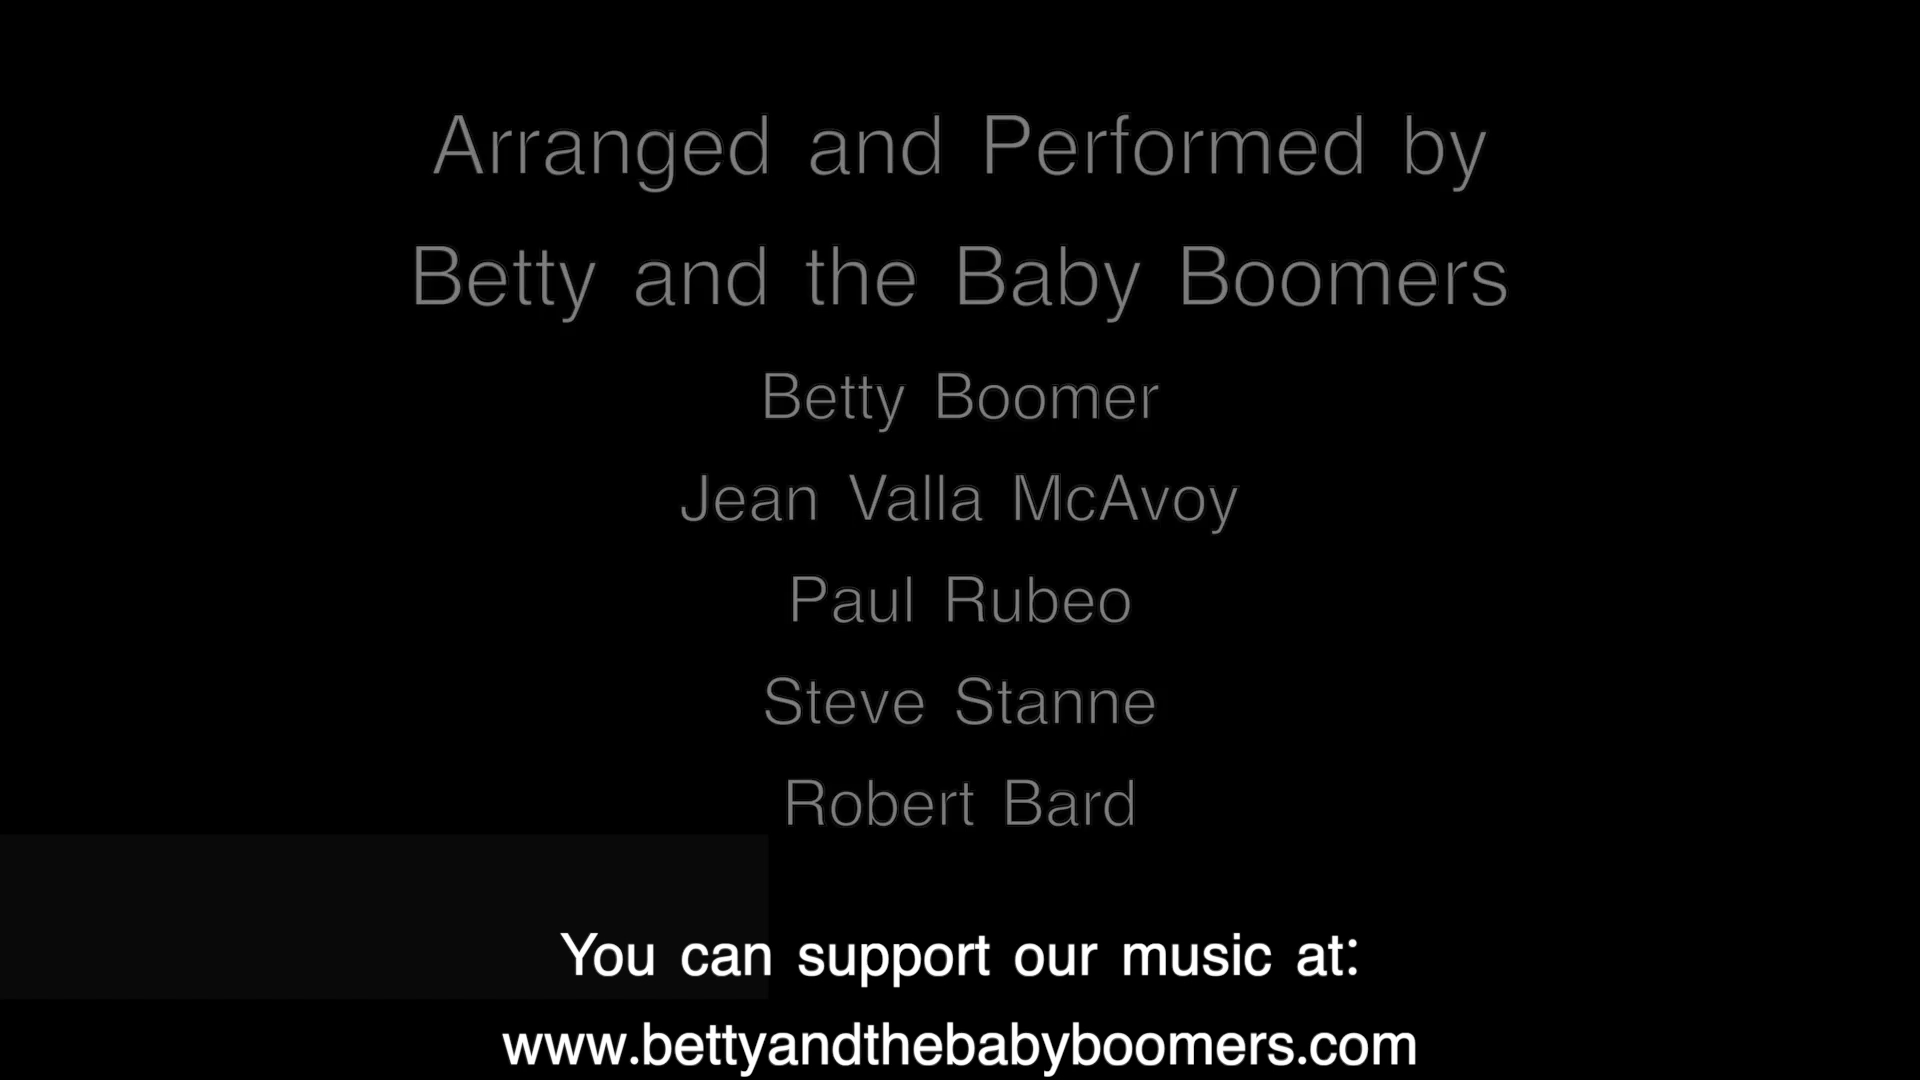 Arranged and Performed by
Betty and the Baby Boomers
Betty Boomer
Jean Valla McAvoy
Paul Rubeo
Steve Stanne
Robert Bard
You can support our music at:
www.bettyandthebabyboomers.com